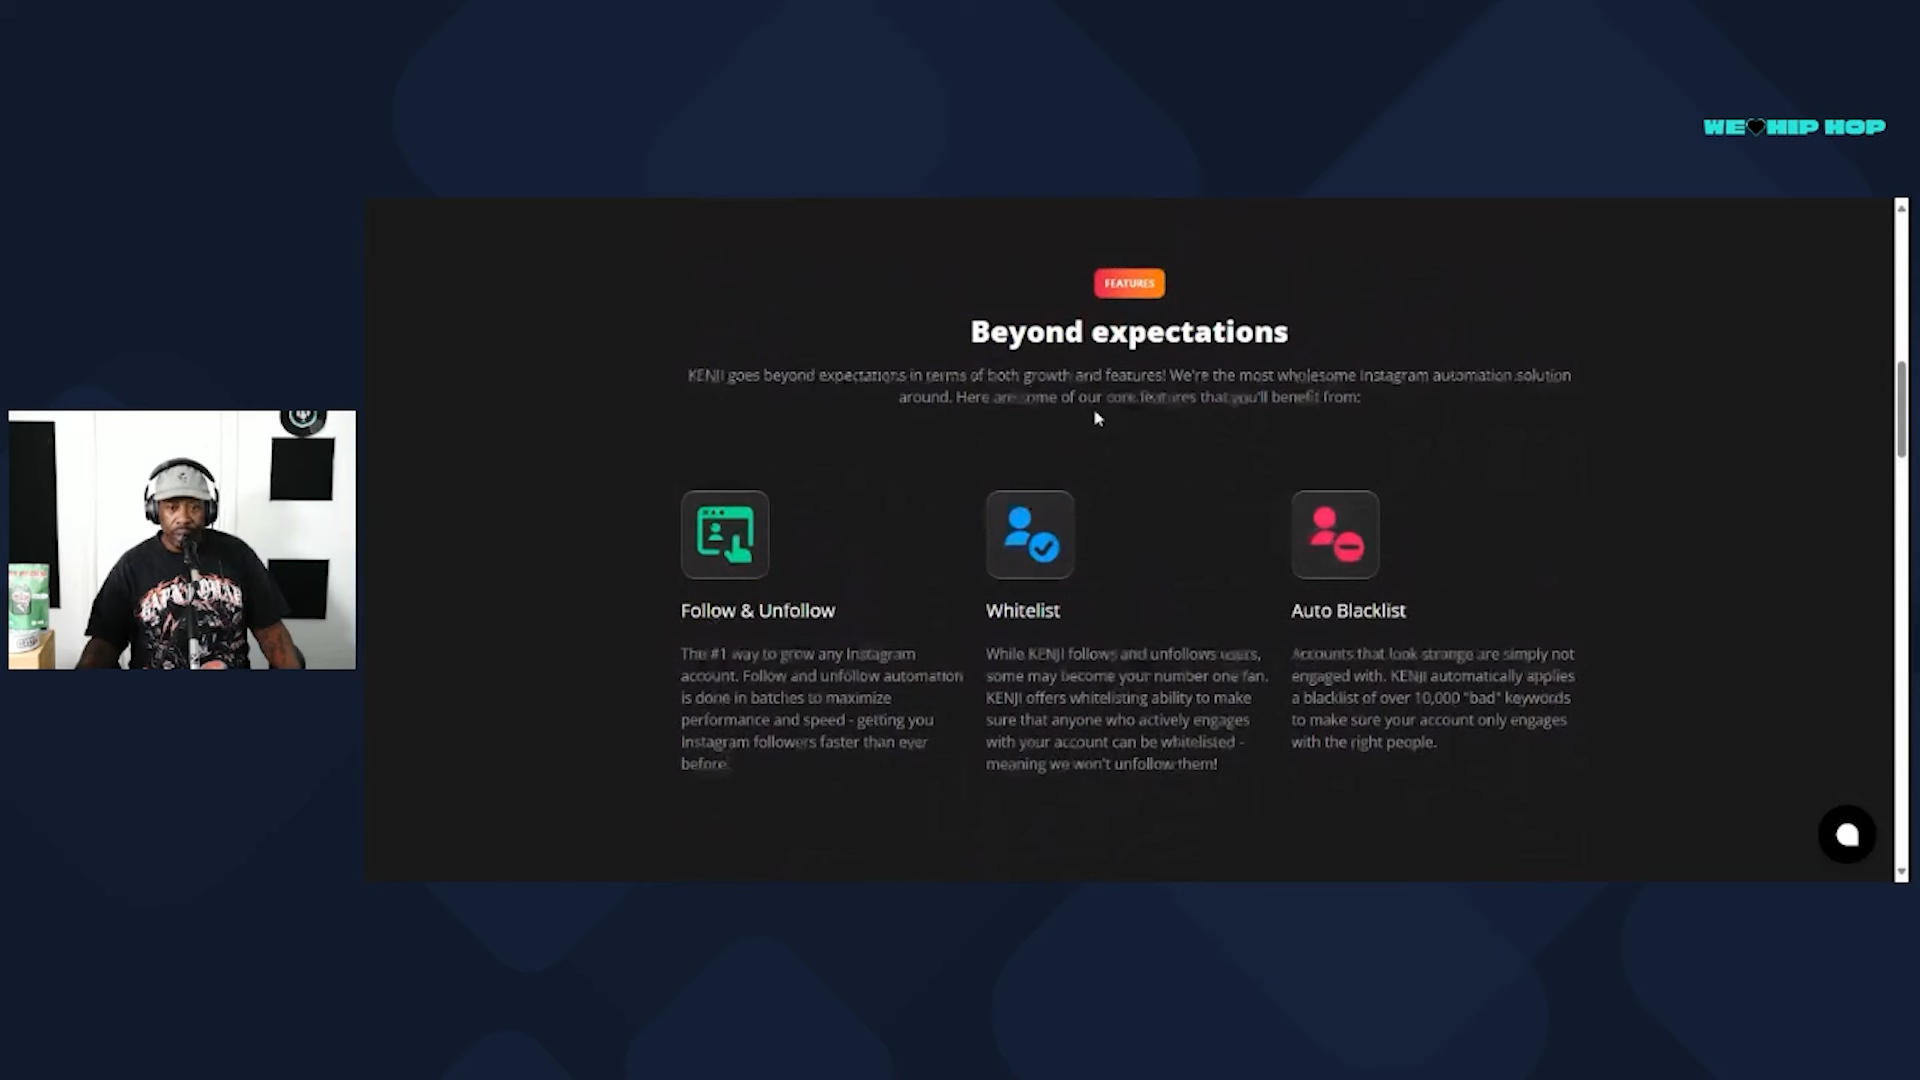 WE HIP HOP
FEATURES
Beyond expectations
KENJI goes beyond expectations in terms of both growth and features! We're the most wholesome Instagram automation solution
around. Here are some of our core features that you'll benefit from:
Follow & Unfollow
The #1 way to grow any Instagram
account. Follow and unfollow automation
is done in batches to maximize
performance and speed - getting you
Instagram followers faster than ever
before.
Whitelist
While KENJI follows and unfollows users,
some may become your number one fan.
KENJI offers whitelisting ability to make
sure that anyone who actively engages
with your account can be whitelisted -
meaning we won't unfollow them!
Auto Blacklist
Accounts that look strange are simply not
engaged with. KENJI automatically applies
a blacklist of over 10,000 "bad" keywords
to make sure your account only engages
with the right people.